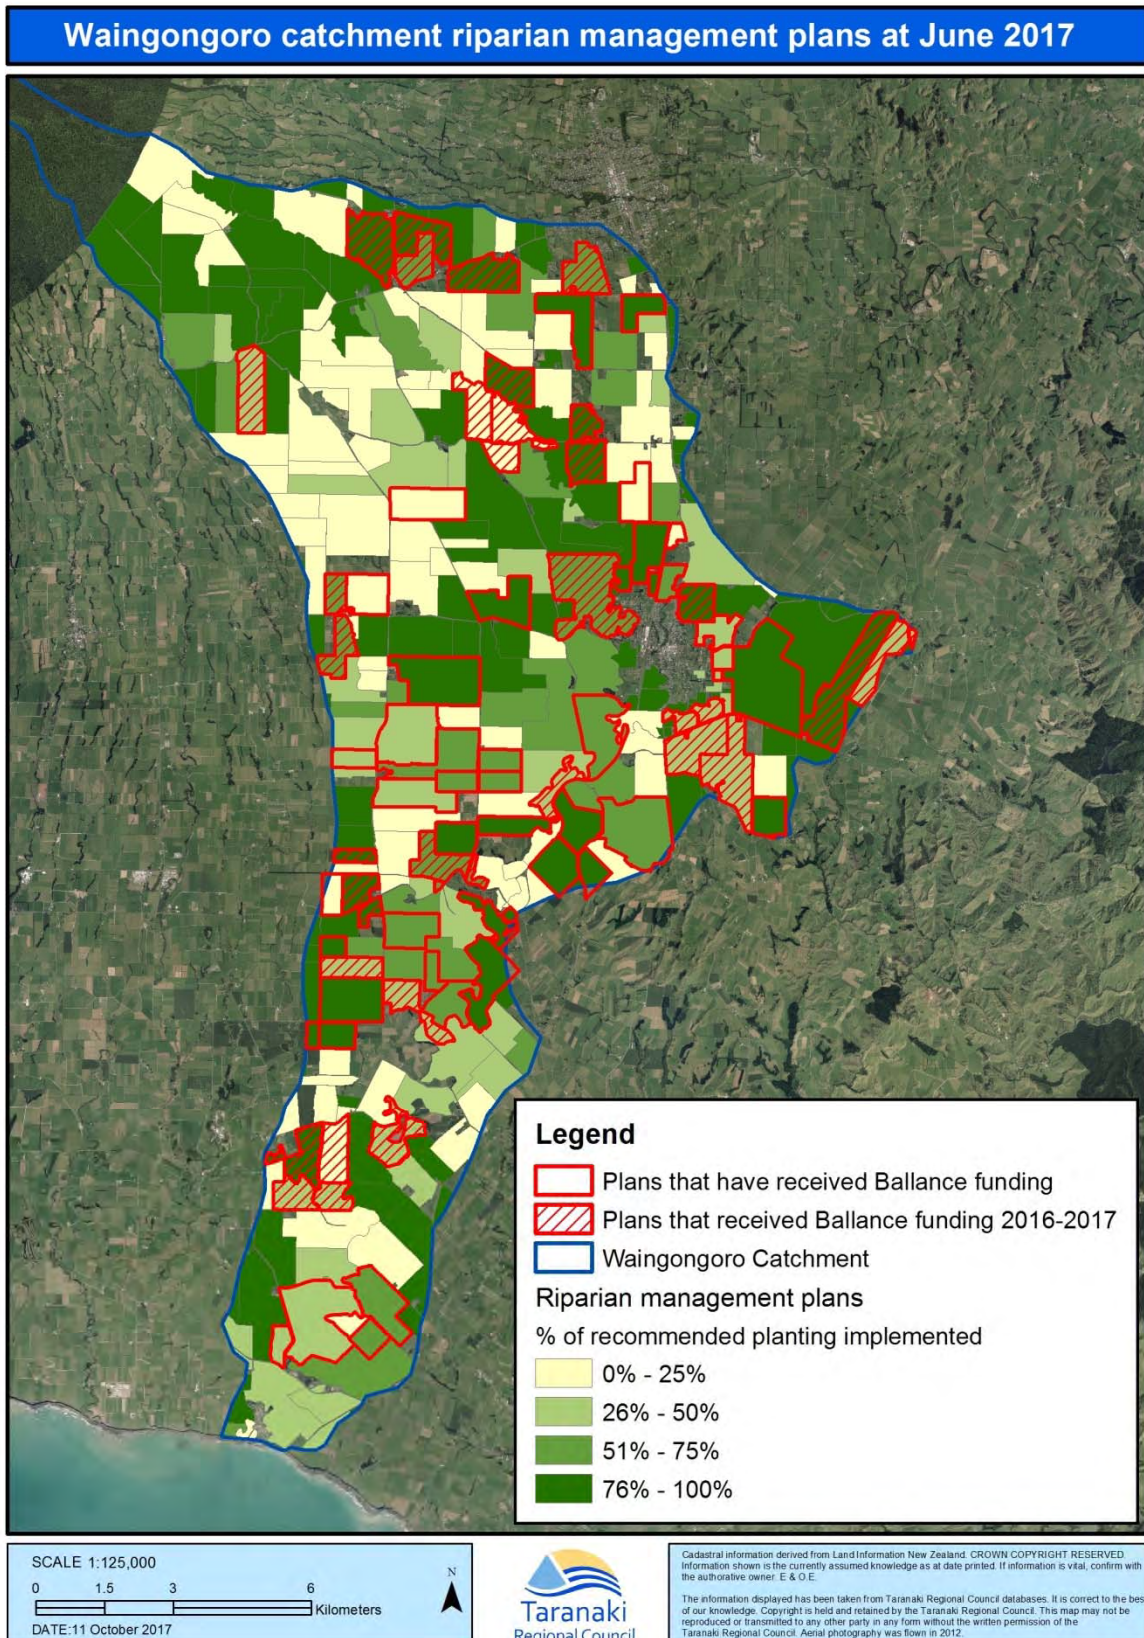 Waingongoro catchment riparian management plans at June 2017
Legend
Plans that have received Ballance funding
Plans that received Ballance funding 2016-2017
Waingongoro Catchment
Riparian management plans
% of recommended planting implemented
0% - 25%
26% - 50%
51% - 75%
76% - 100%
SCALE 1:125,000
0 1.5 3 6
Kilometers
DATE:11 October 2017
N
Taranaki
Regional Council
Cadastral information derived from Land Information New Zealand. CROWN COPYRIGHT RESERVED
Information shown is the currently assumed knowledge as at date printed. If information is vital, confirm with
the authorative owner. E & O.E.
The information displayed has been taken from Taranaki Regional Council databases. It is correct to the bes
of our knowledge. Copyright is held and retained by the Taranaki Regional Council. This map may not be
reproduced or transmitted to any other party in any form without the written permission of the
Taranaki Regional Council. Aerial photography was flown in 2012.